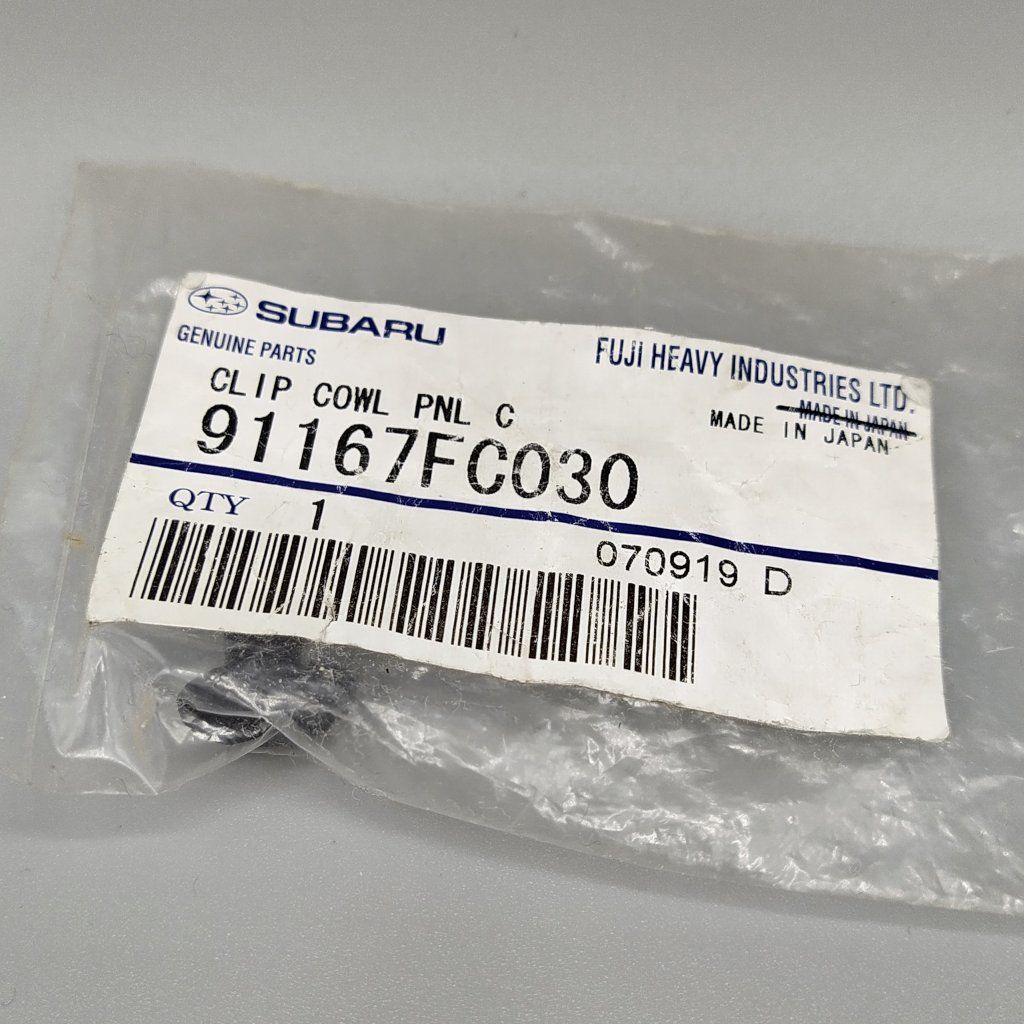 SUBARU
GENUINE PARTS
FUJI HEAVY INDUSTRIES LTD.
MADE IN JAPAN
CLIP COWL PNL C
MADE IN JAPAN
91167FC030
QTY 1
070919 D